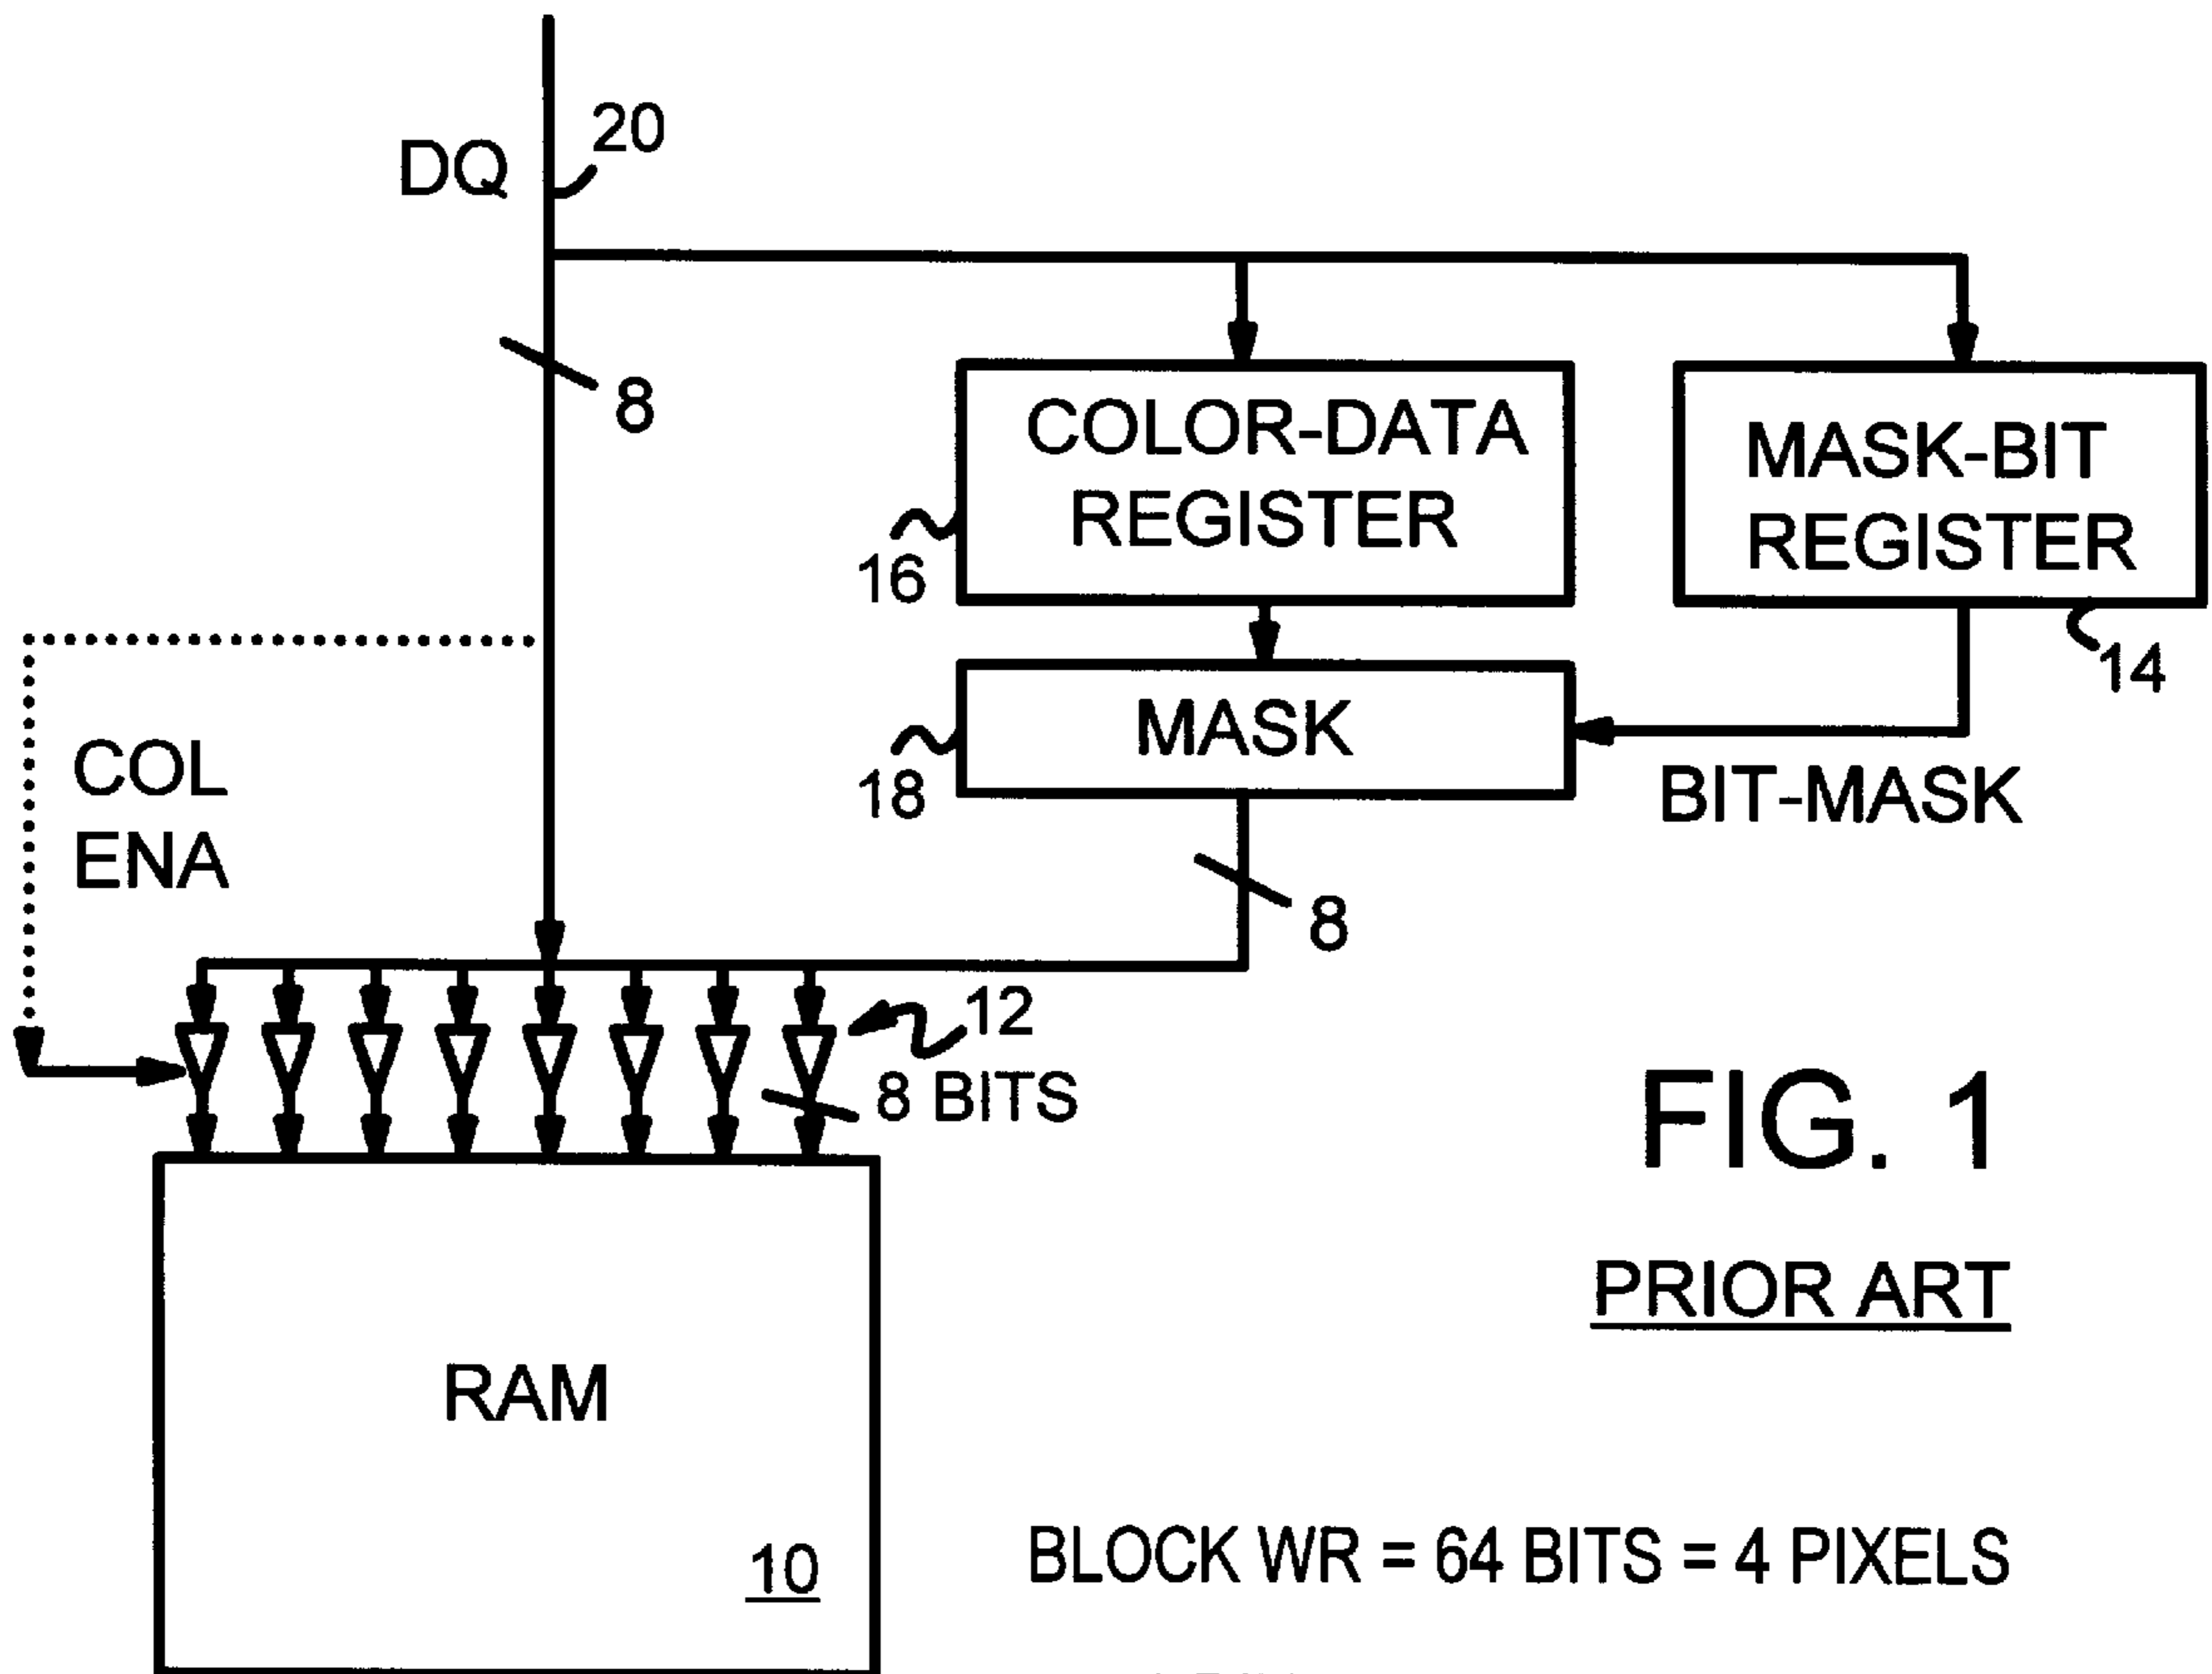 20
DQ
8
COLOR-DATA
REGISTER
16
MASK-BIT
REGISTER
14
MASK
18
BIT-MASK
COL
ENA
8
12
8 BITS
FIG. 1
PRIOR ART
RAM
10
BLOCK WR = 64 BITS = 4 PIXELS